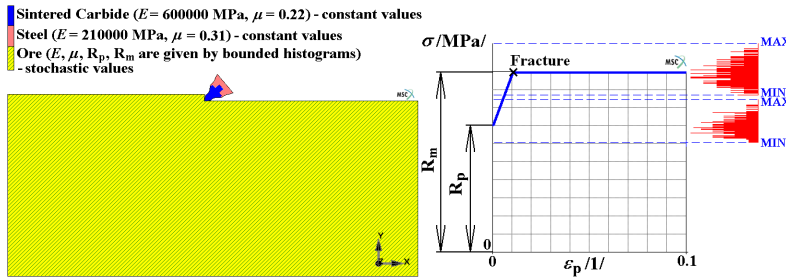 Sintered Carbide (E= 600000 MPa, μ = 0.22) - constant values
Steel (E= 210000 MPa, μ = 0.31) - constant values
Ore (E, μ, Rp, Rm are given by bounded histograms)
- stochastic values
MSC
Y
Z
X
σ/MPa/
Fracture
MSC
MAX
MIN
MAX
MIN
Rm
Rp
0
0
εp /1/
0.1